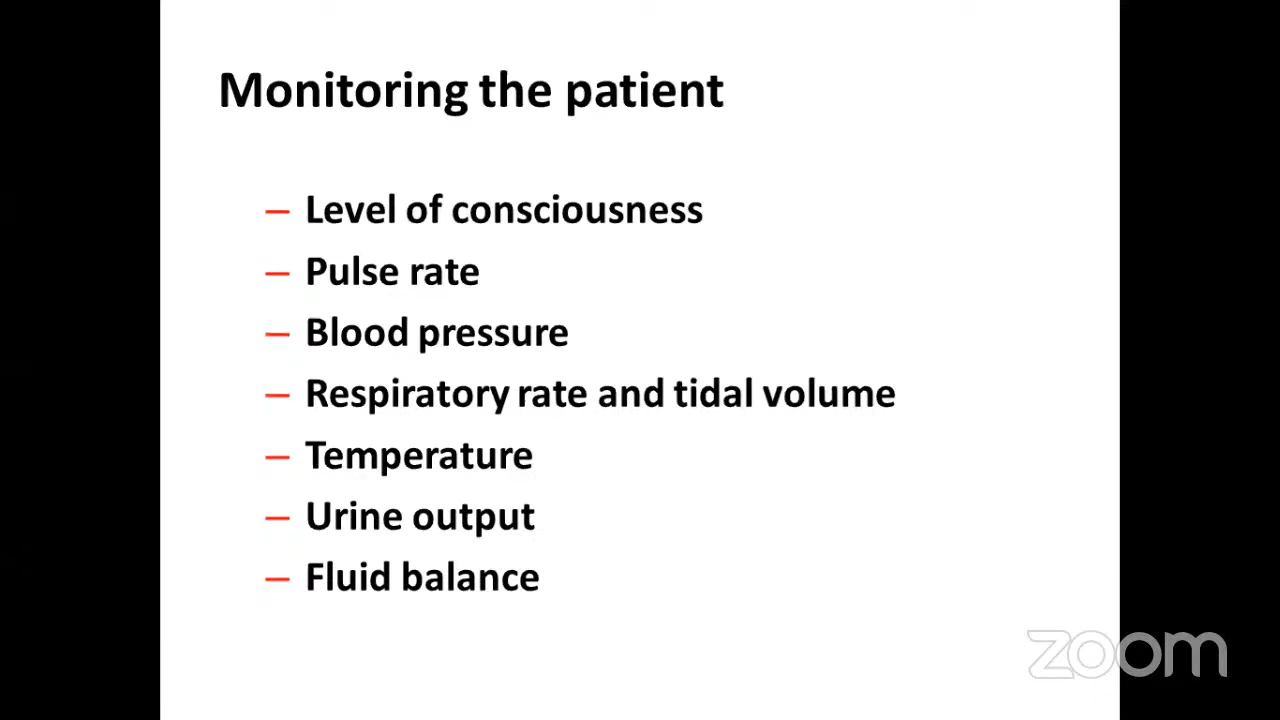 Monitoring the patient
– Level of consciousness
– Pulse rate
– Blood pressure
– Respiratory rate and tidal volume
– Temperature
– Urine output
– Fluid balance
zoom